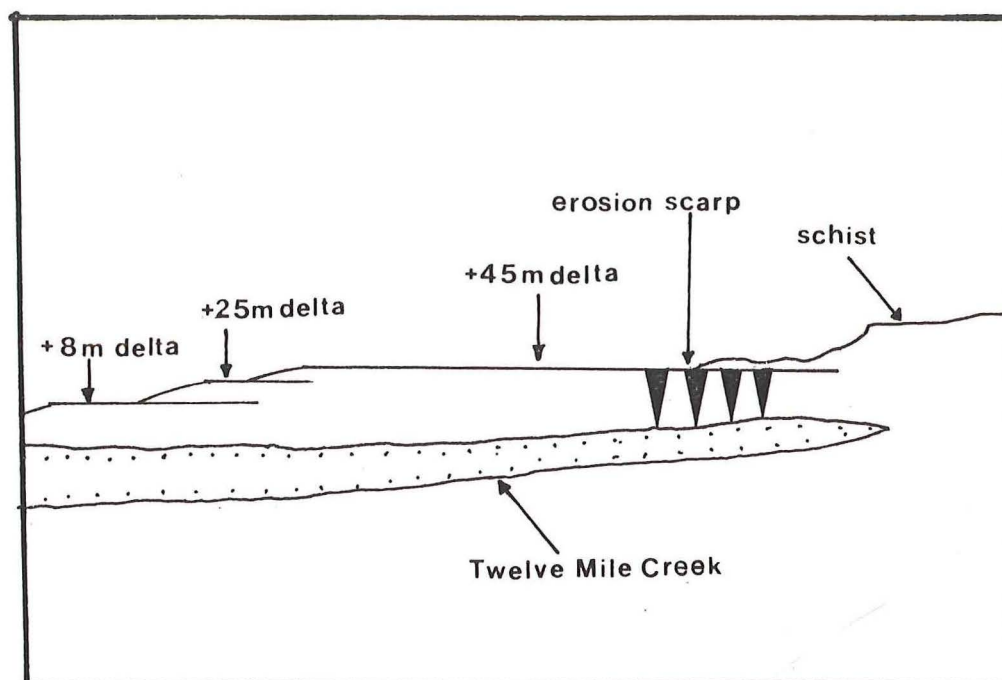 erosion scarp
schist
+45m delta
+25m delta
+8m delta
Twelve Mile Creek